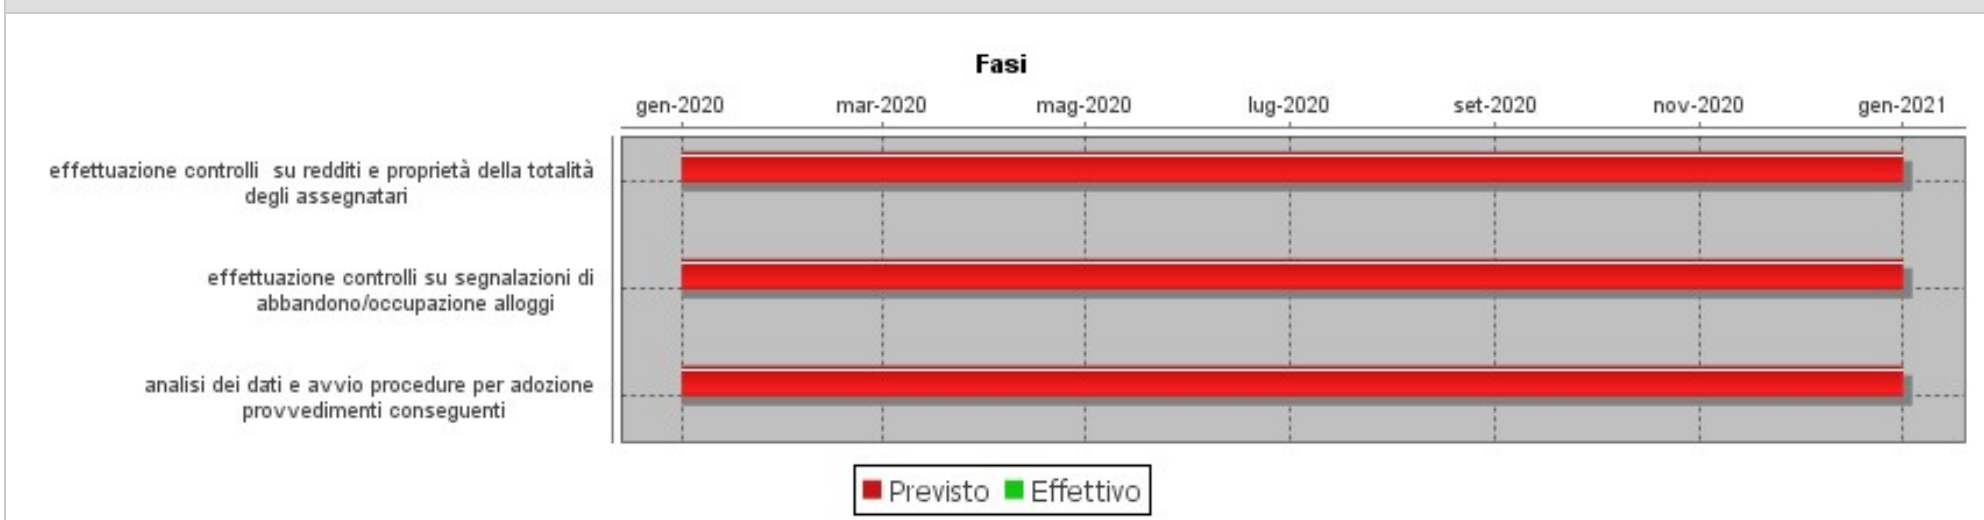 Fasi
gen-2020 mar-2020 mag-2020 lug-2020 set-2020 nov-2020 gen-2021
effettuazione controlli  su redditi e proprietà della totalità
degli assegnatari
effettuazione controlli su segnalazioni di
abbandono/occupazione alloggi
analisi dei dati e avvio procedure per adozione
provvedimenti conseguenti
Previsto Effettivo